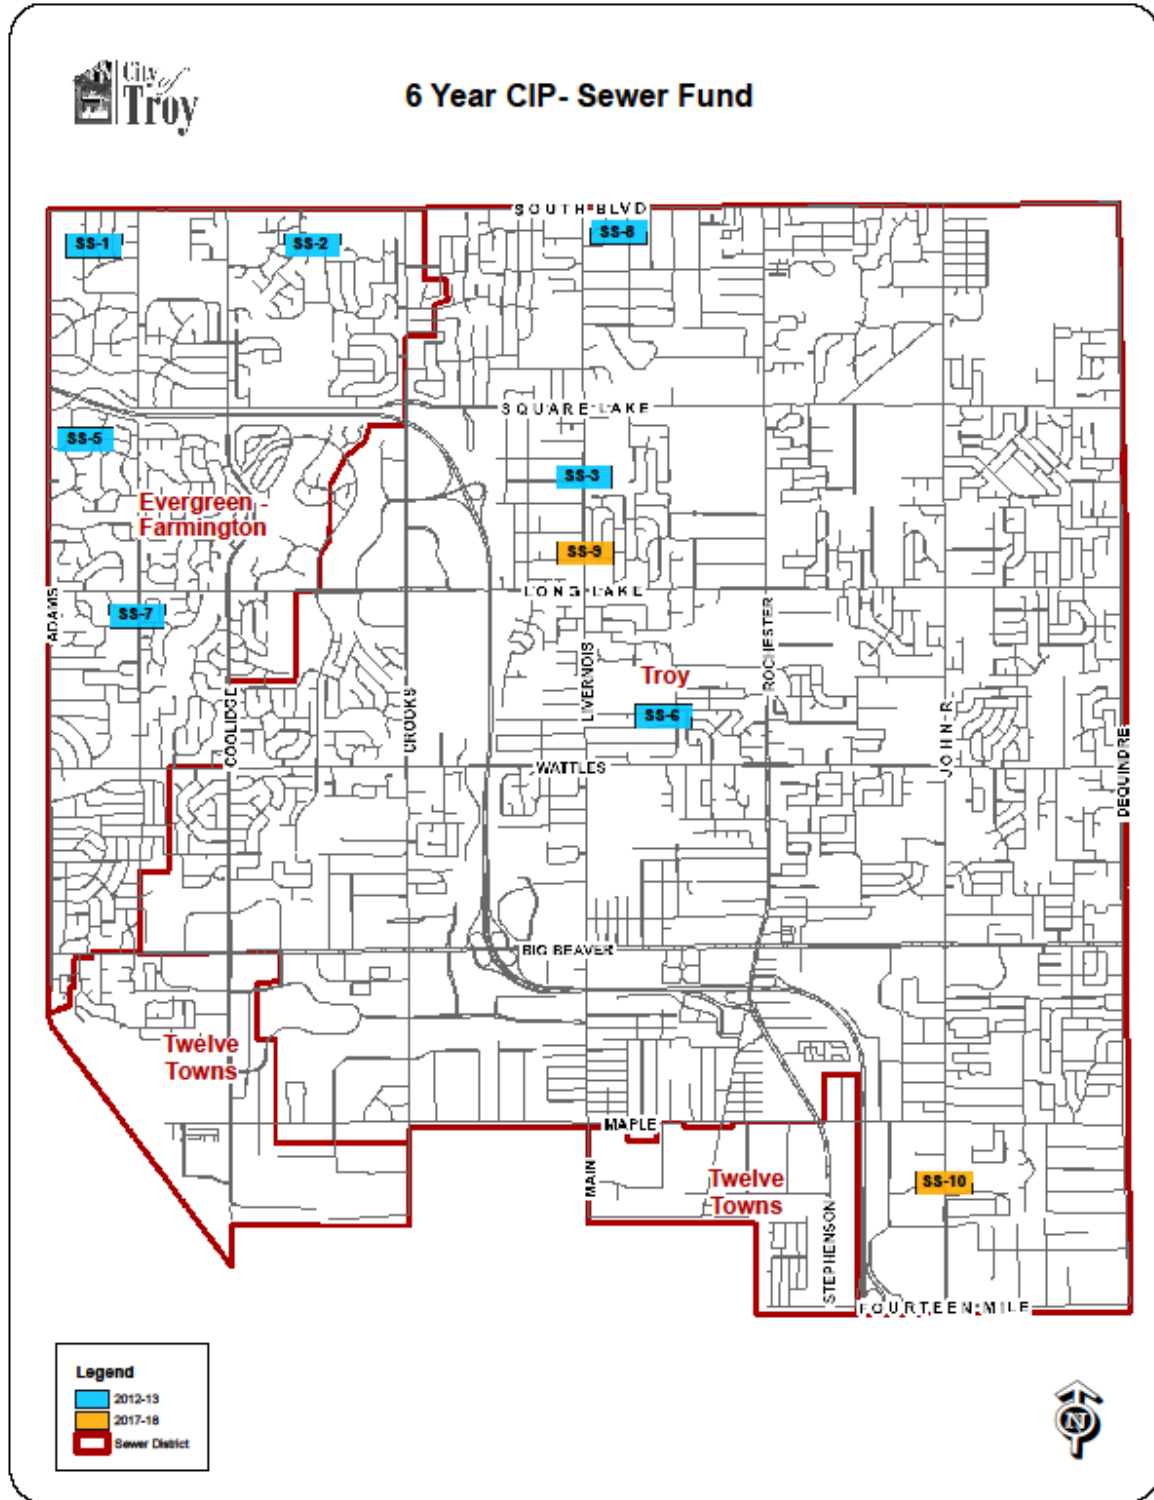 City of
Troy
6 Year CIP- Sewer Fund
SOUTH BLVD
SS-1
SS-2
SS-8
SQUARE LAKE
SS-5
SS-3
Evergreen -
Farmington
SS-9
LONG LAKE
ADAMS
SS-7
ROCHESTER
LIVERNOIS
Troy
SS-6
COOLIDGE
CROOKS
JOHN R
DEQUINDRE
WATTLES
BIG BEAVER
Twelve
Towns
MAPLE
MAIN
Twelve
Towns
SS-10
STEPHENSON
FOURTEEN MILE
Legend
2012-13
2017-18
Sewer District
N